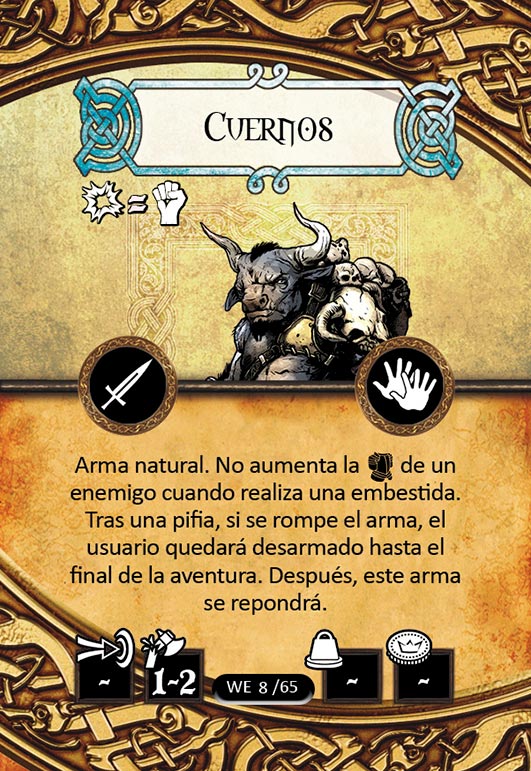 Cuernos
=
Arma natural. No aumenta la de un
enemigo cuando realiza una embestida.
Tras una pifia, si se rompe el arma, el
usuario quedará desarmado hasta el
final de la aventura. Después, este arma
se repondrá.
- 1-2 WE 8 /65 - -